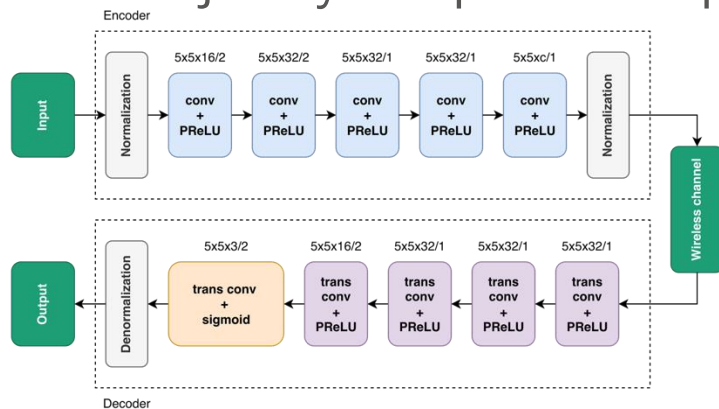 Encoder
5x5x16/2 5x5x32/2 5x5x32/1 5x5x32/1 5x5xc/1
Input
Normalization
conv
+
PReLU
conv
+
PReLU
conv
+
PReLU
conv
+
PReLU
conv
+
PReLU
Normalization
Wireless channel
5x5x3/2 5x5x16/2 5x5x32/1 5x5x32/1 5x5x32/1
Output
Denormalization
trans conv
+
sigmoid
trans
conv
+
PReLU
trans
conv
+
PReLU
trans
conv
+
PReLU
trans
conv
+
PReLU
Decoder